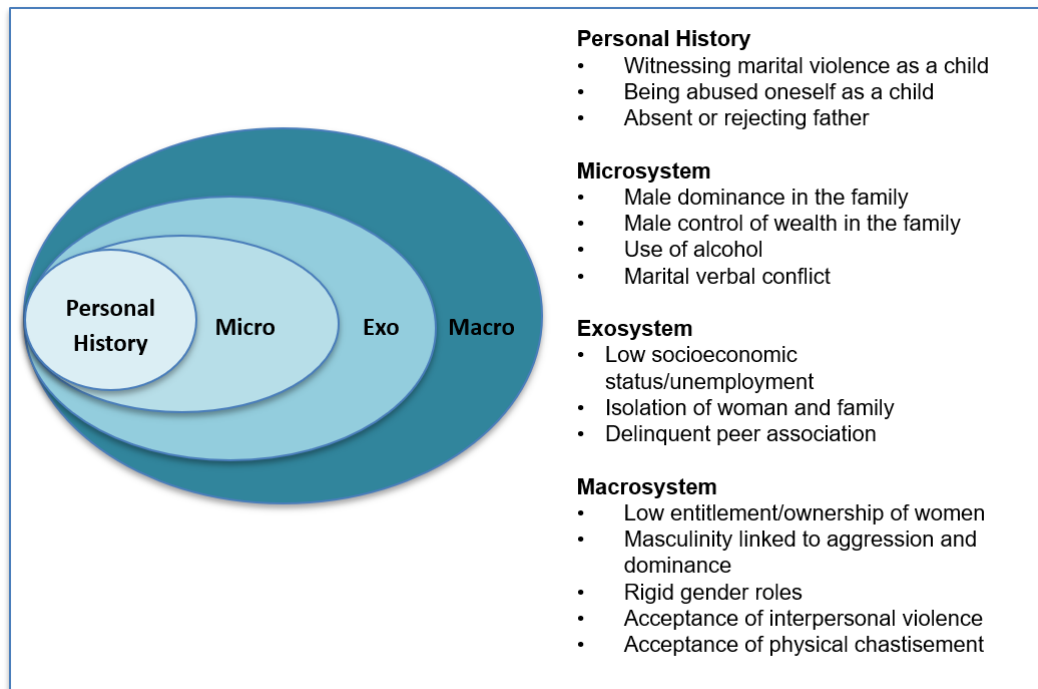 Personal
History
Micro
Exo
Macro
Personal History
• Witnessing marital violence as a child
• Being abused oneself as a child
• Absent or rejecting father
Microsystem
• Male dominance in the family
• Male control of wealth in the family
• Use of alcohol
• Marital verbal conflict
Exosystem
• Low socioeconomic
status/unemployment
• Isolation of woman and family
• Delinquent peer association
Macrosystem
• Low entitlement/ownership of women
• Masculinity linked to aggression and
dominance
• Rigid gender roles
• Acceptance of interpersonal violence
• Acceptance of physical chastisement